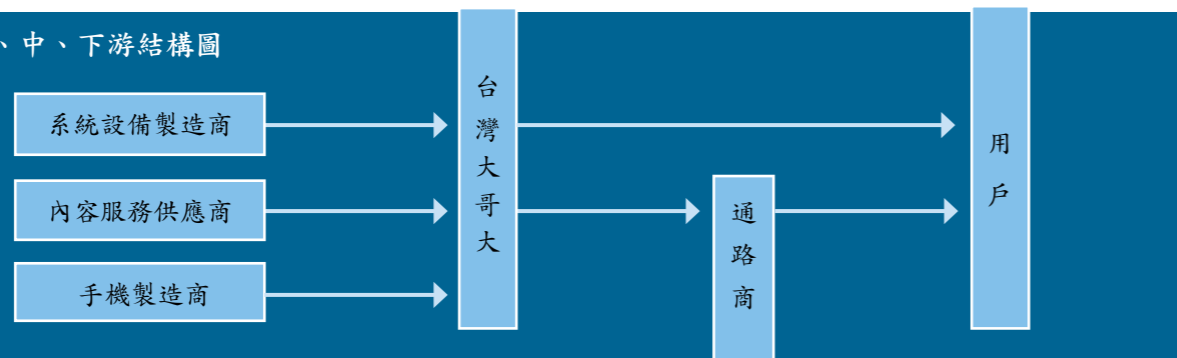 、中、下游結構圖
系統設備製造商
內容服務供應商
手機製造商
台灣大哥大
通路商
用戶